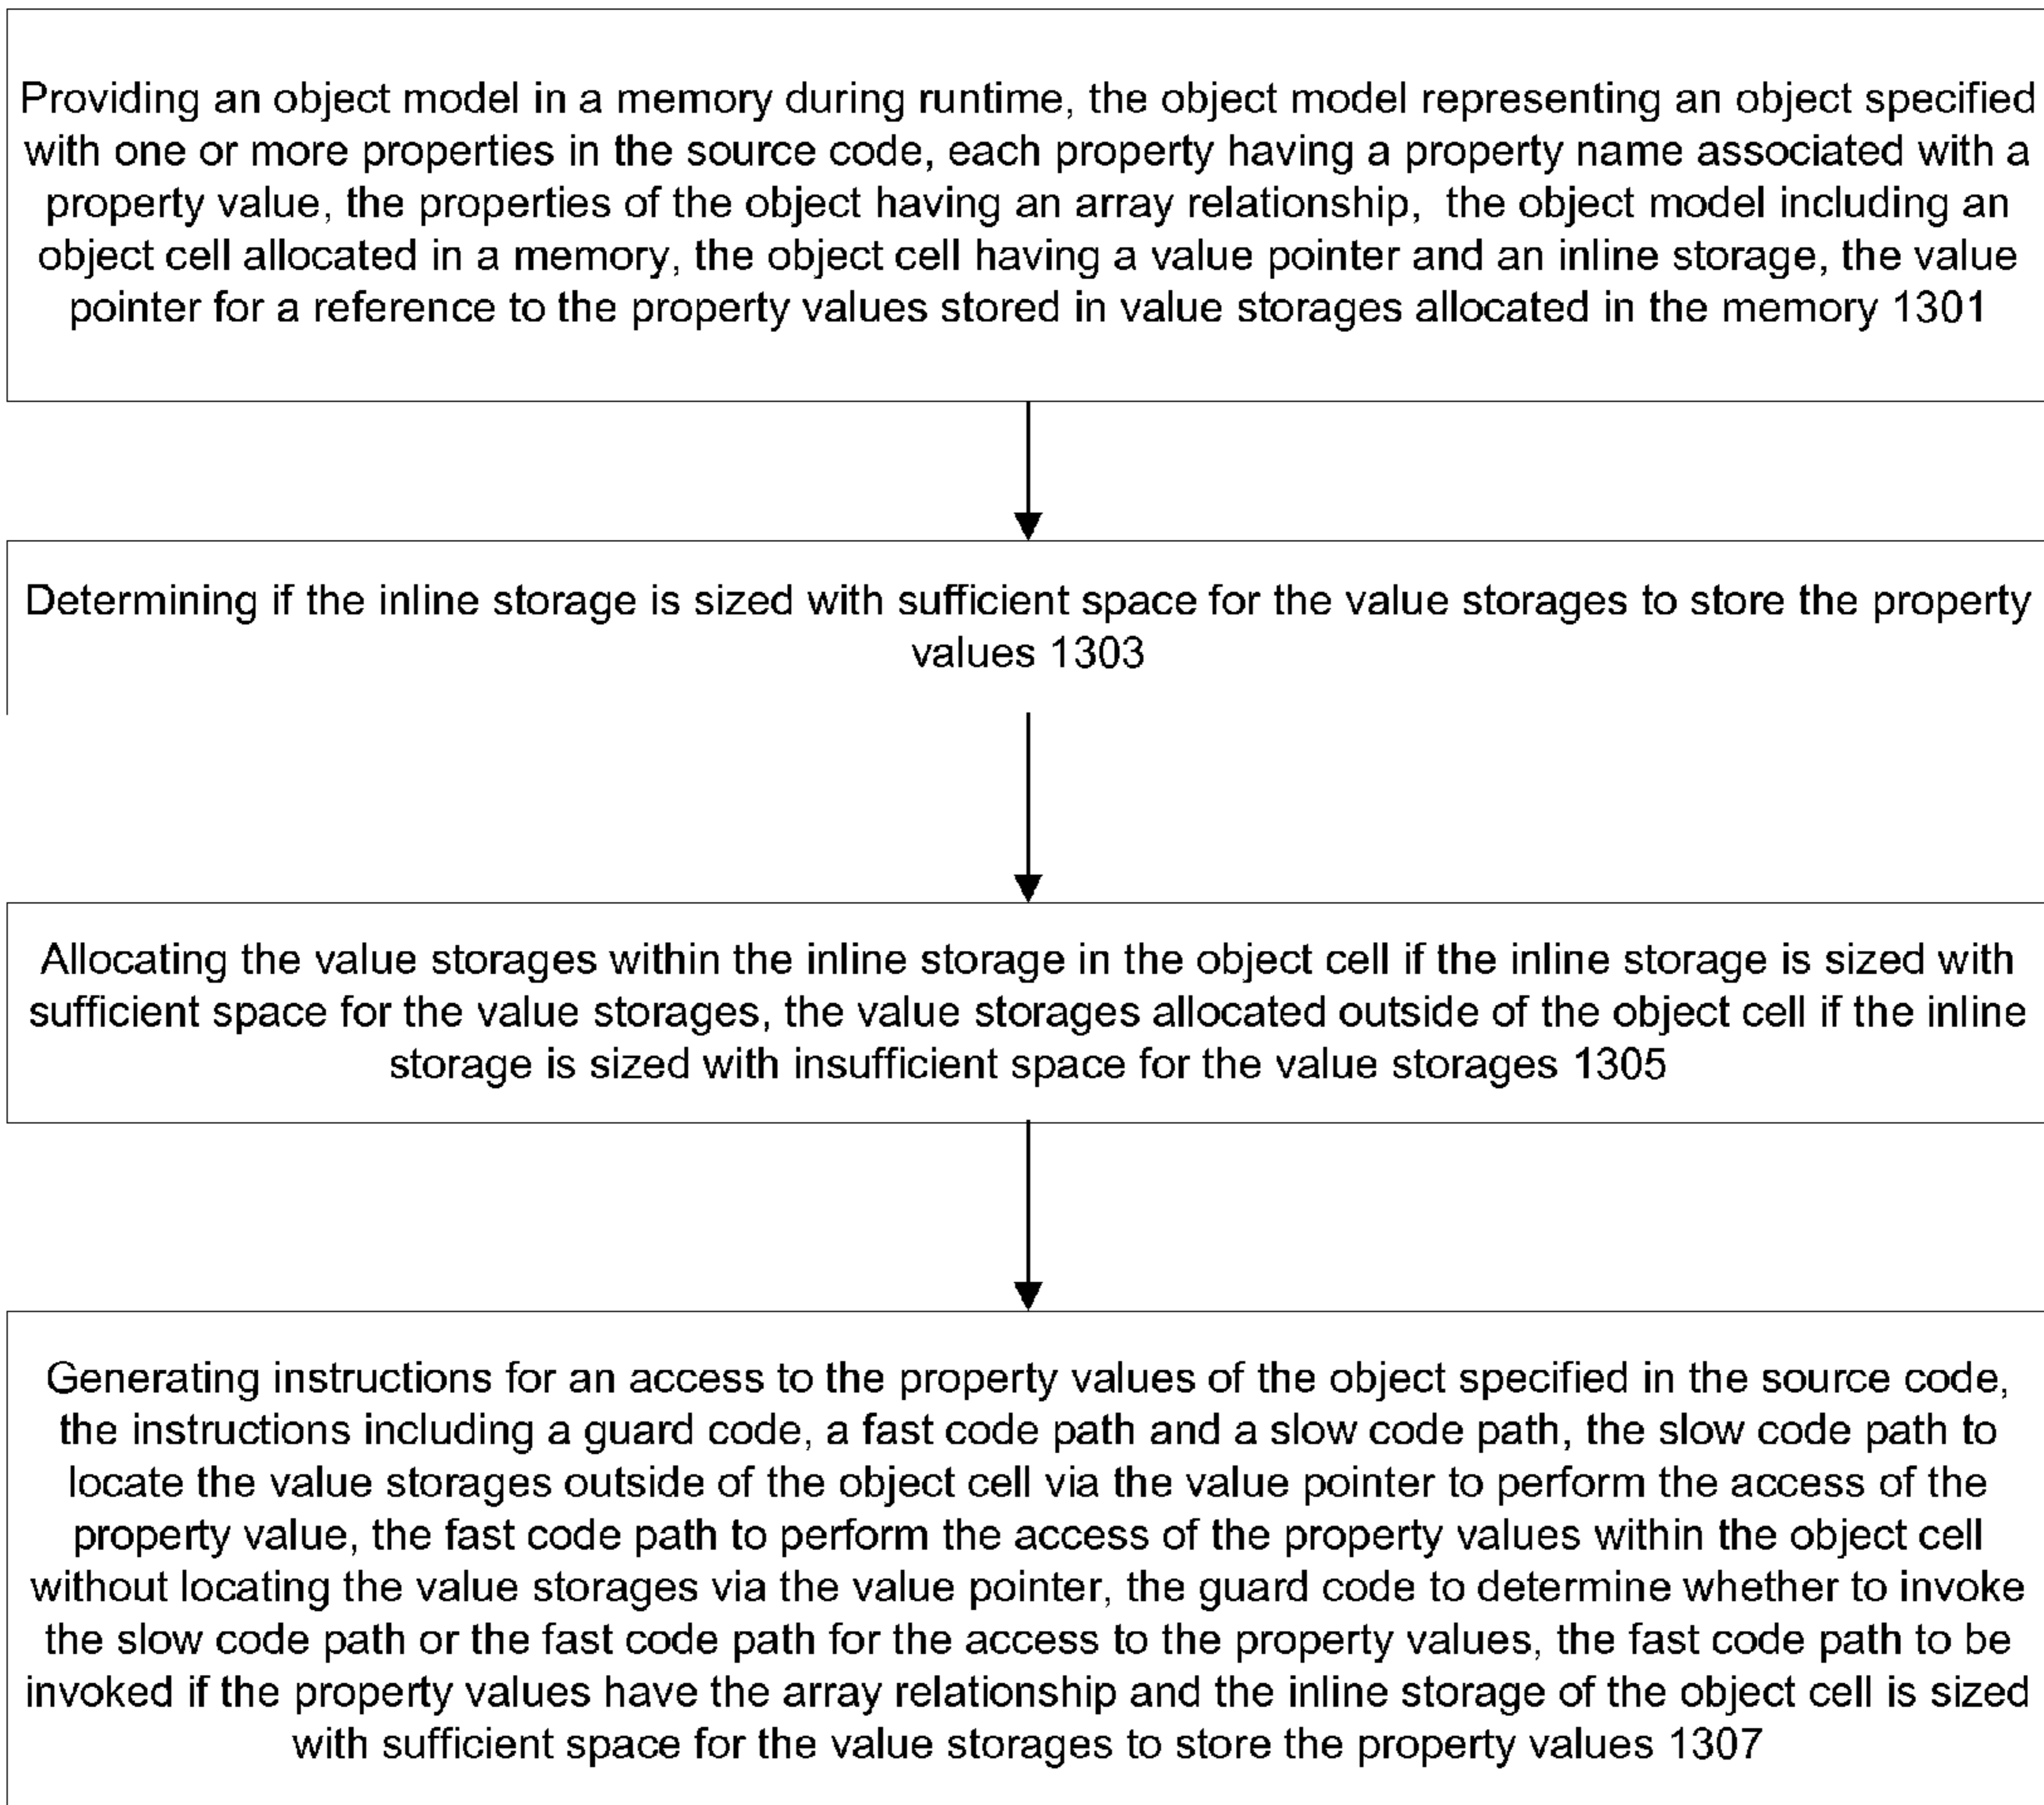 Providing an object model in a memory during runtime, the object model representing an object specified
with one or more properties in the source code, each property having a property name associated with a
property value, the properties of the object having an array relationship, the object model including an
object cell allocated in a memory, the object cell having a value pointer and an inline storage, the value
pointer for a reference to the property values stored in value storages allocated in the memory 1301
Determining if the inline storage is sized with sufficient space for the value storages to store the property
values 1303
Allocating the value storages within the inline storage in the object cell if the inline storage is sized with
sufficient space for the value storages, the value storages allocated outside of the object cell if the inline
storage is sized with insufficient space for the value storages 1305
Generating instructions for an access to the property values of the object specified in the source code,
the instructions including a guard code, a fast code path and a slow code path, the slow code path to
locate the value storages outside of the object cell via the value pointer to perform the access of the
property value, the fast code path to perform the access of the property values within the object cell
without locating the value storages via the value pointer, the guard code to determine whether to invoke
the slow code path or the fast code path for the access to the property values, the fast code path to be
invoked if the property values have the array relationship and the inline storage of the object cell is sized
with sufficient space for the value storages to store the property values 1307